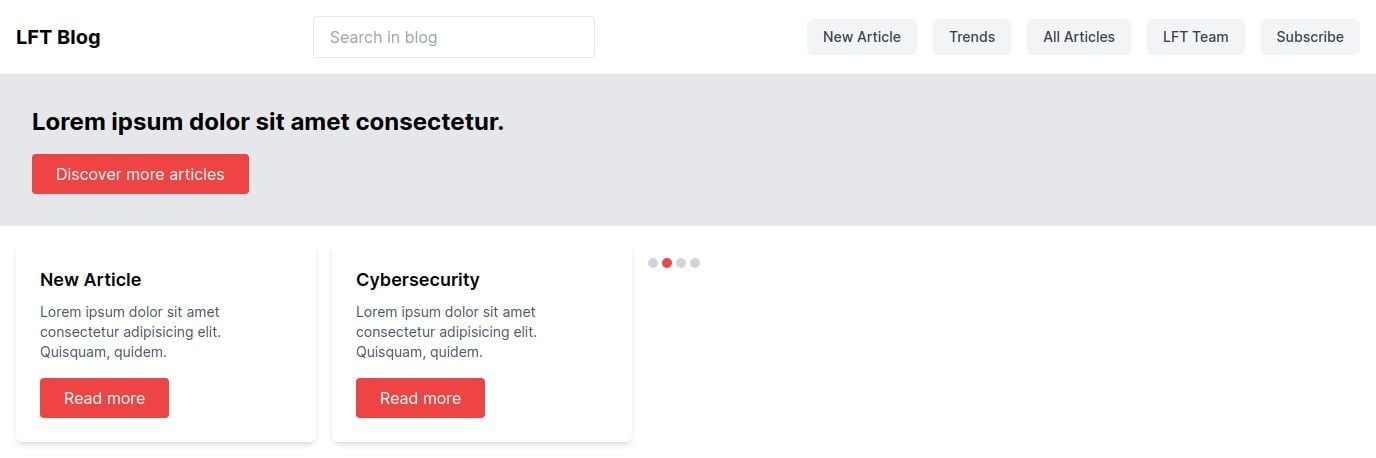 LFT Blog
Search in blog
New Article
Trends
All Articles
LFT Team
Subscribe
Lorem ipsum dolor sit amet consectetur.
Discover more articles
New Article
Lorem ipsum dolor sit amet
consectetur adipisicing elit.
Quisquam, quidem.
Read more
Cybersecurity
Lorem ipsum dolor sit amet
consectetur adipisicing elit.
Quisquam, quidem.
Read more